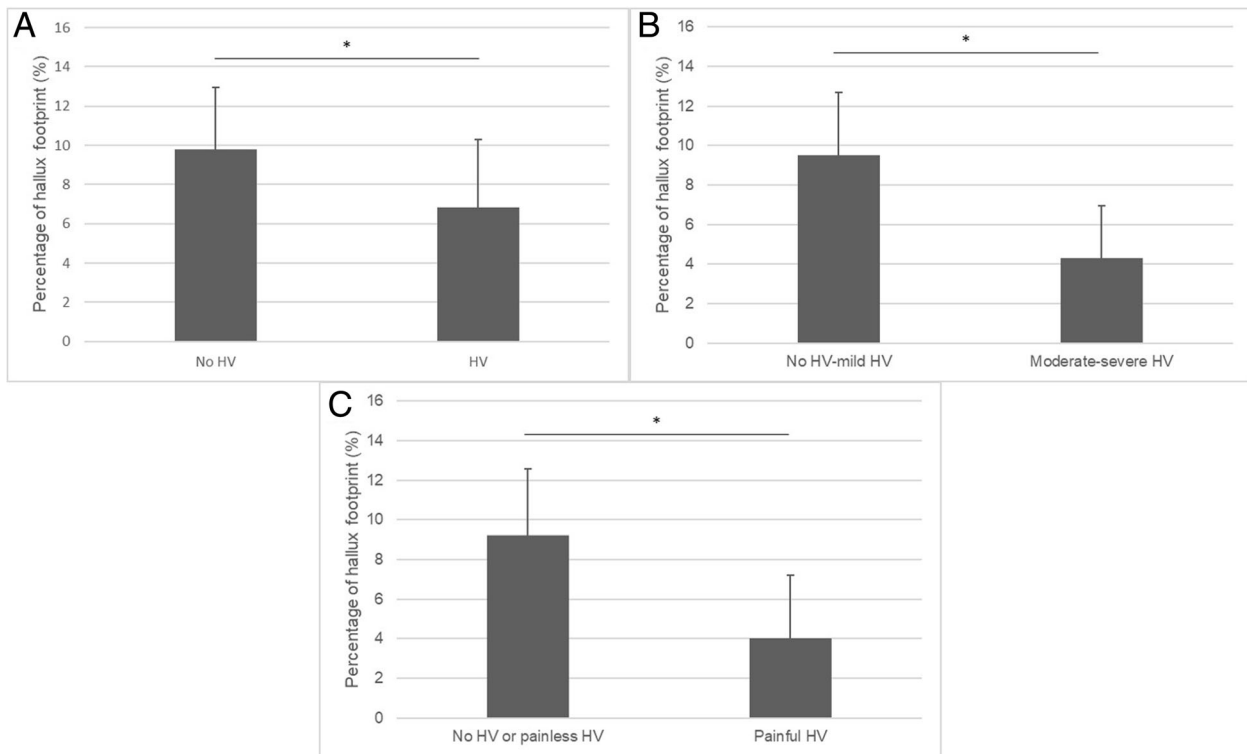 A
Percentage of hallux footprint (%)
16
14
12
10
8
6
4
2
0
*
No HV
HV
B
Percentage of hallux footprint (%)
16
14
12
10
8
6
4
2
0
*
No HV-mild HV
Moderate-severe HV
C
Percentage of hallux footprint (%)
16
14
12
10
8
6
4
2
0
*
No HV or painless HV
Painful HV